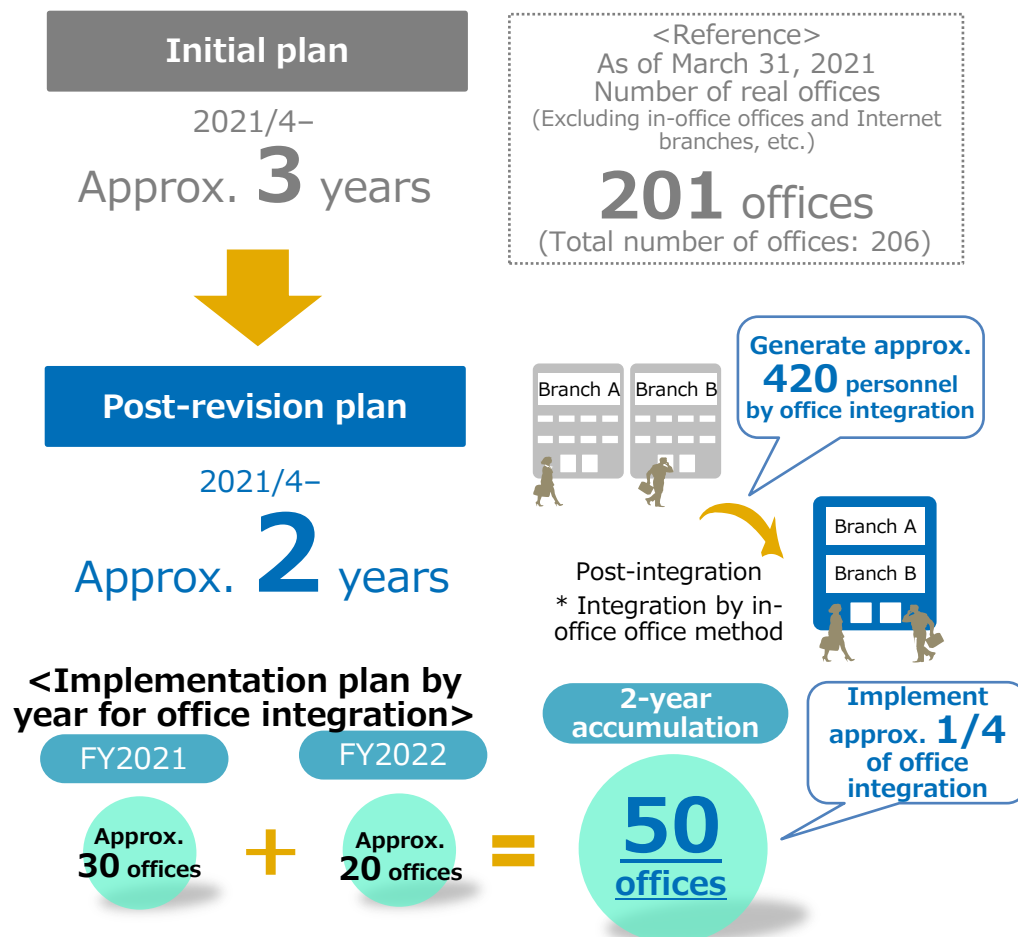 Initial plan
2021/4–
Approx. 3 years
<Reference>
As of March 31, 2021
Number of real offices
(Excluding in-office offices and Internet
branches, etc.)
201 offices
(Total number of offices: 206)
Post-revision plan
2021/4–
Approx. 2 years
Generate approx.
420 personnel
by office integration
Branch A
Branch B
Branch A
Branch B
Post-integration
* Integration by in-
office office method
<Implementation plan by
year for office integration>
FY2021
Approx.
30 offices
+
FY2022
Approx.
20 offices
=
2-year
accumulation
50
offices
Implement
approx. 1/4
of office
integration